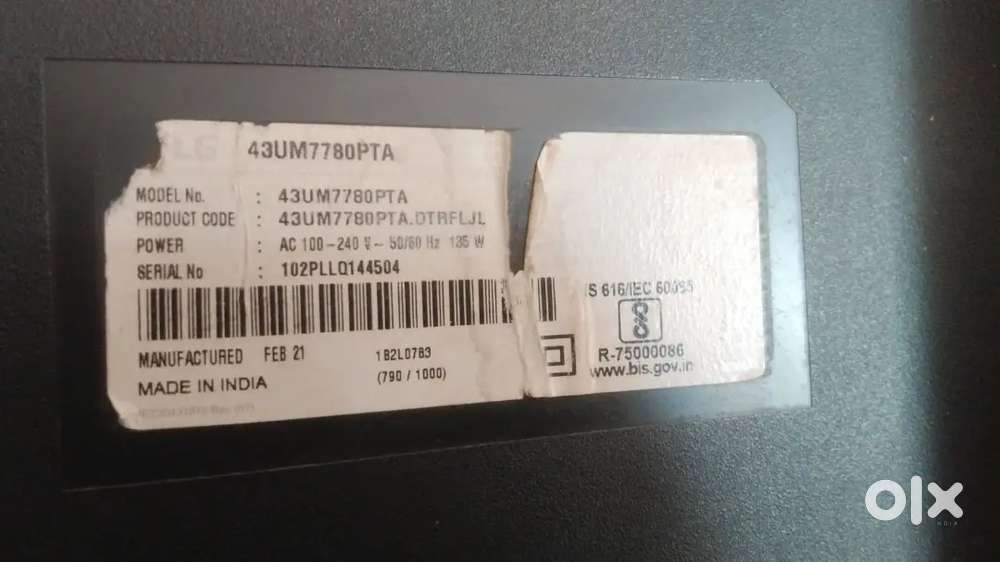 LG 43UM7780PTA
MODEL No. : 43UM7780PTA
PRODUCT CODE : 43UM7780PTA.DTRFLJL
POWER : AC 100-240 V~ 50/60 Hz 135 W
SERIAL No : 102PLLQ144504
MANUFACTURED FEB 21 1B2L0783
MADE IN INDIA (790 / 1000)
IS 616/IEC 60065
R-75000086
www.bis.gov.in
olx
INDIA